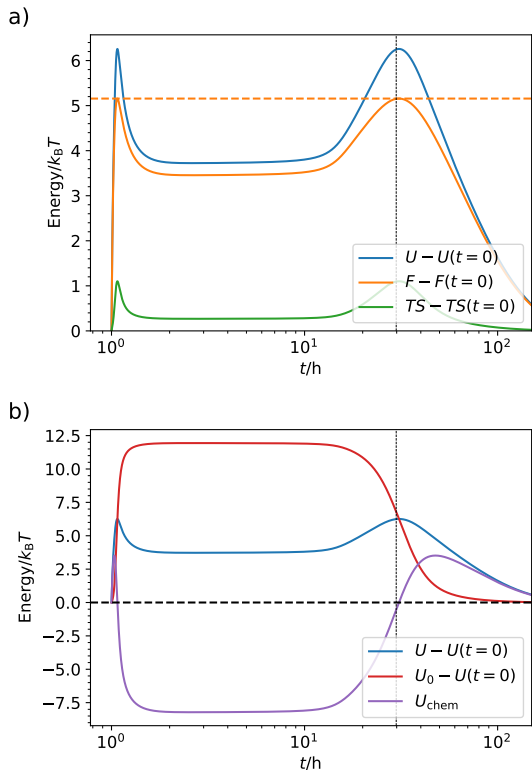 a)
Energy/k_BT
6
5
4
3
2
1
0
U − U(t = 0)
F − F(t = 0)
TS − TS(t = 0)
10^0
10^1
10^2
t/h
b)
Energy/k_BT
12.5
10.0
7.5
5.0
2.5
0.0
−2.5
−5.0
−7.5
U − U(t = 0)
U_0 − U(t = 0)
U_chem
10^0
10^1
10^2
t/h